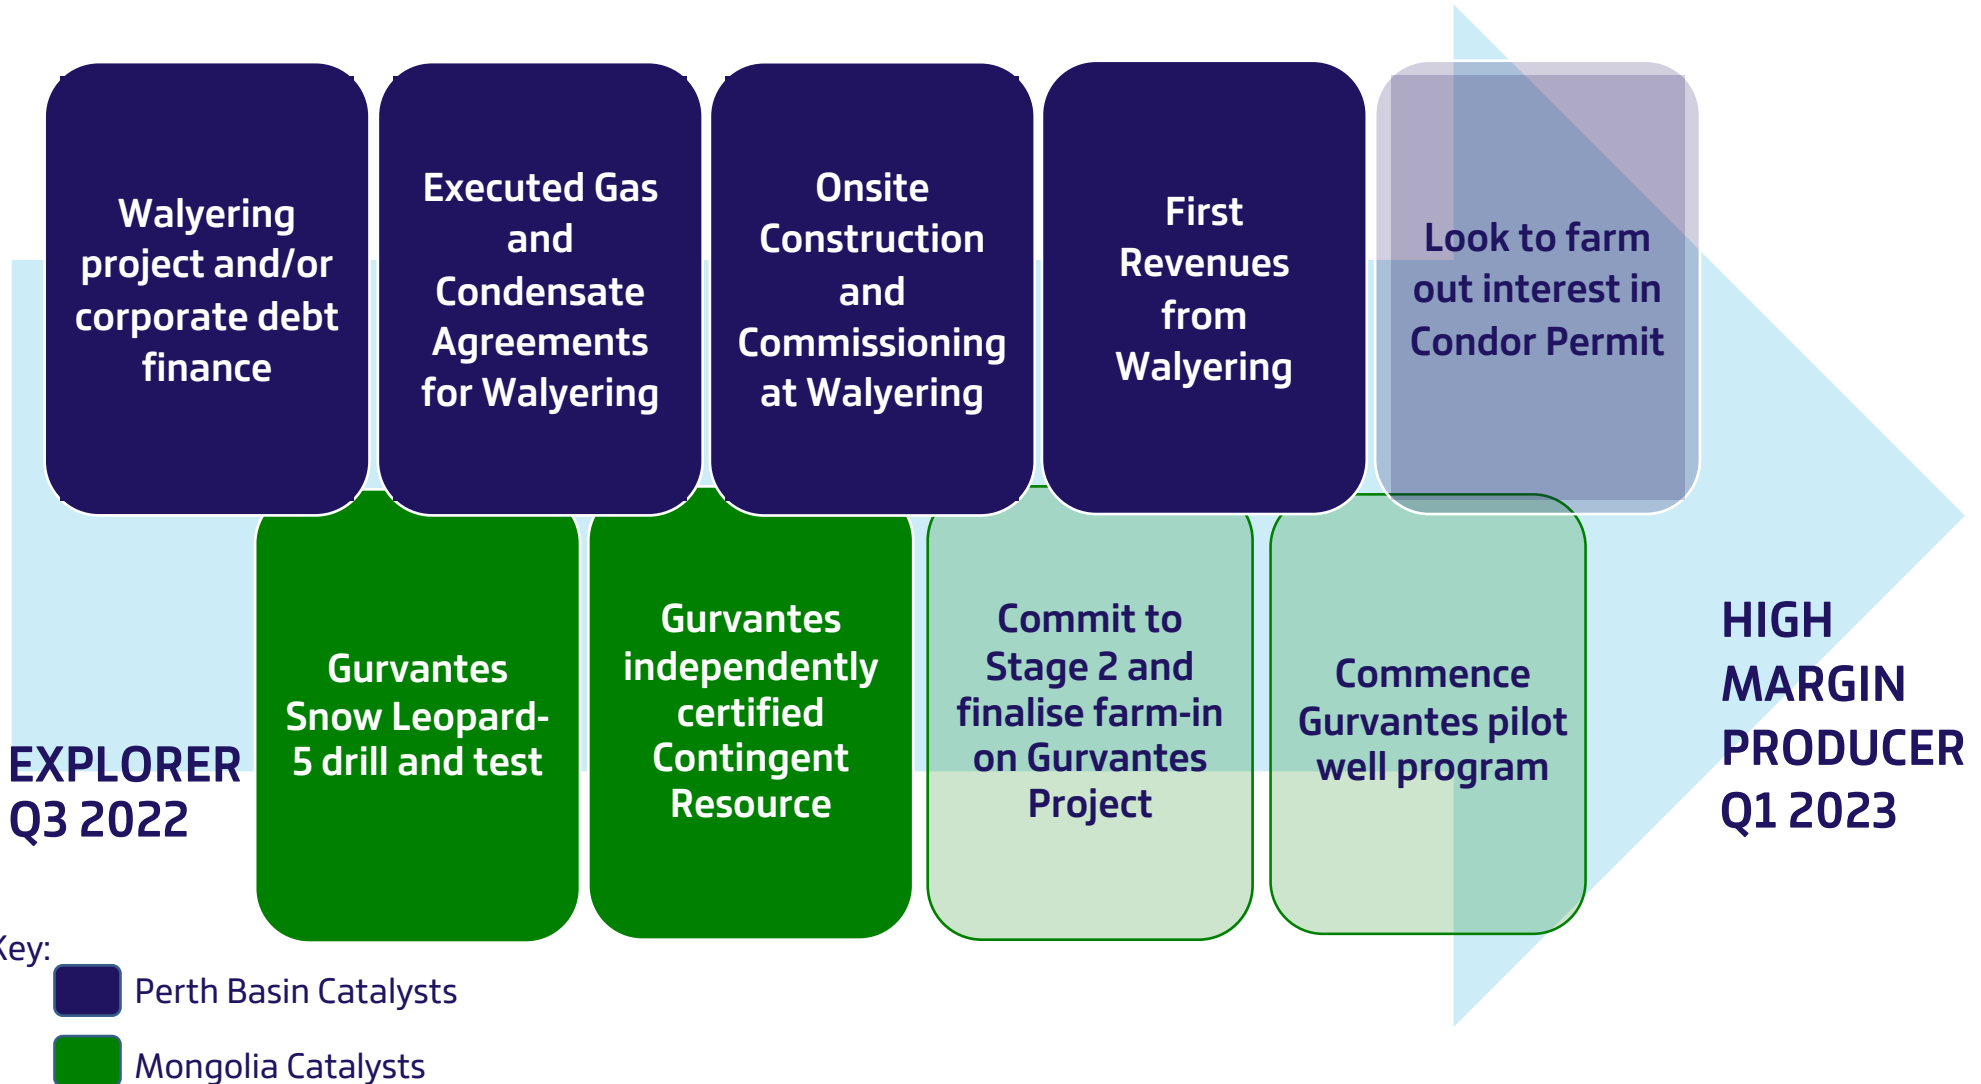 Walyering
project and/or
corporate debt
finance
Executed Gas
and
Condensate
Agreements
for Walyering
Onsite
Construction
and
Commissioning
at Walyering
First
Revenues
from
Walyering
Look to farm
out interest in
Condor Permit
EXPLORER
Q3 2022
Gurvantes
Snow Leopard-
5 drill and test
Gurvantes
independently
certified
Contingent
Resource
Commit to
Stage 2 and
finalise farm-in
on Gurvantes
Project
Commence
Gurvantes pilot
well program
HIGH
MARGIN
PRODUCER
Q1 2023
Key:
Perth Basin Catalysts
Mongolia Catalysts